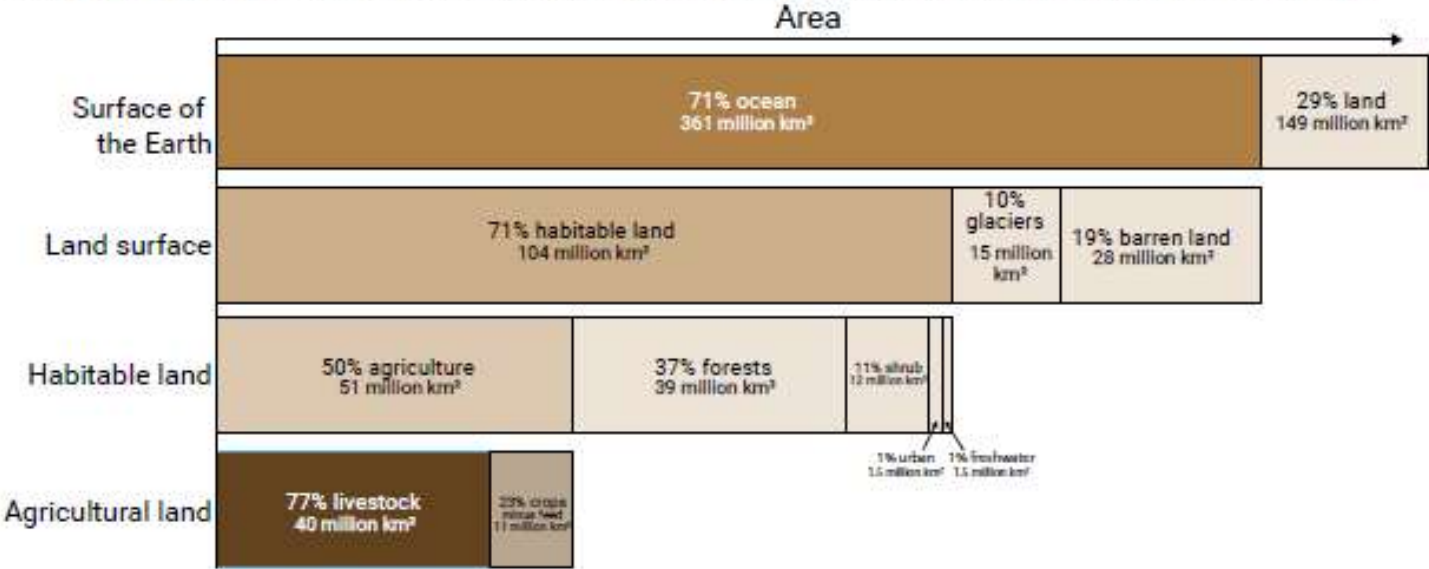 Area
Surface of
the Earth
71% ocean
361 million km²
29% land
149 million km²
Land surface
71% habitable land
104 million km²
10%
glaciers
15 million
km²
19% barren land
28 million km²
Habitable land
50% agriculture
51 million km²
37% forests
39 million km²
11% shrub
12 million km²
1% urban
1.5 million km²
1% freshwater
1.5 million km²
Agricultural land
77% livestock
40 million km²
23% crops
minus feed
11 million km²